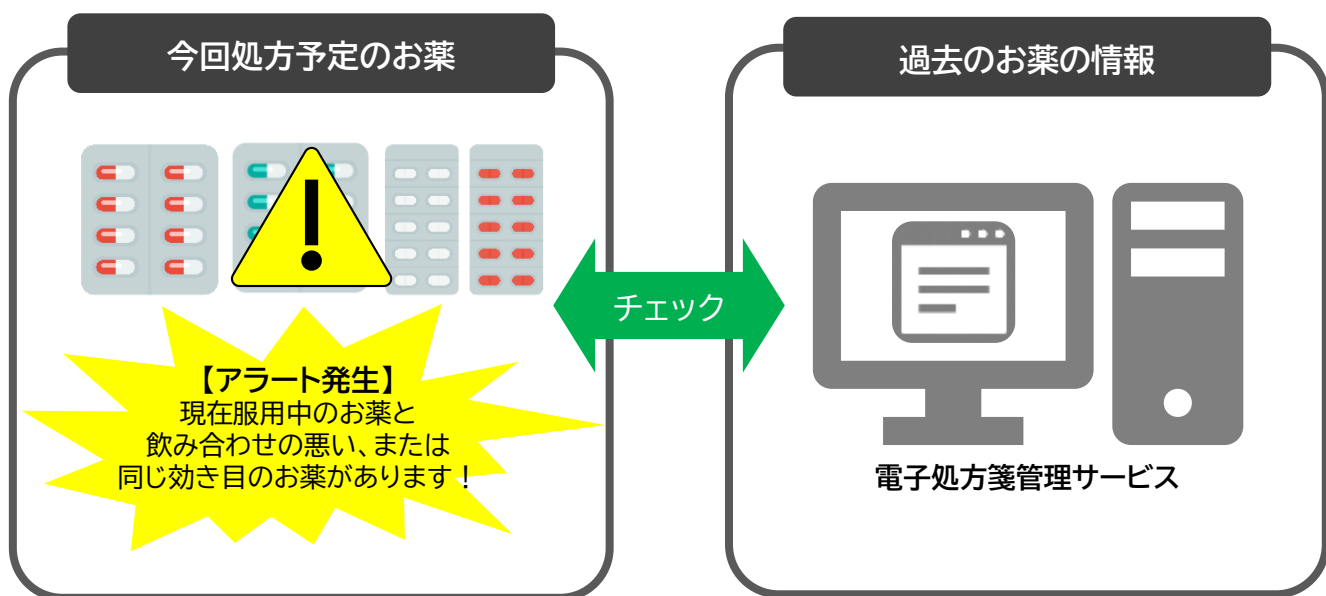 今回処方予定のお薬
過去のお薬の情報
【アラート発生】
現在服用中のお薬と
飲み合わせの悪い、または
同じ効き目のお薬があります！
チェック
電子処方箋管理サービス